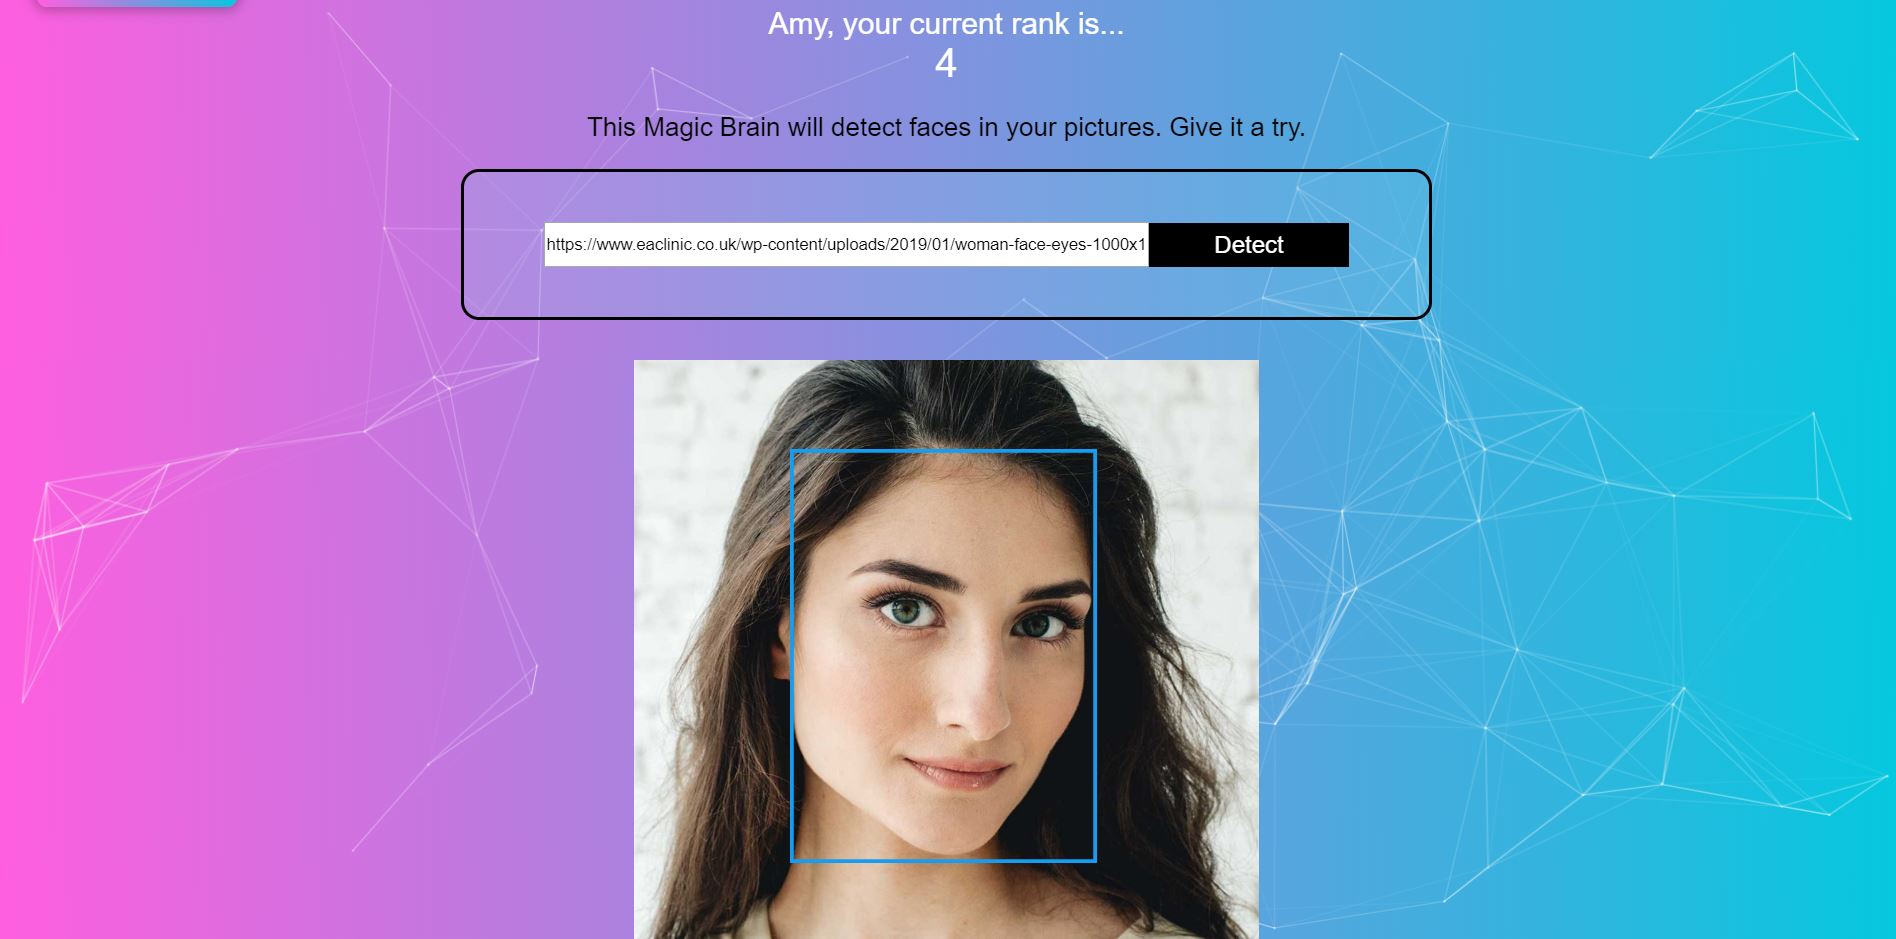 Amy, your current rank is...
4
This Magic Brain will detect faces in your pictures. Give it a try.
https://www.eaclinic.co.uk/wp-content/uploads/2019/01/woman-face-eyes-1000x1
Detect